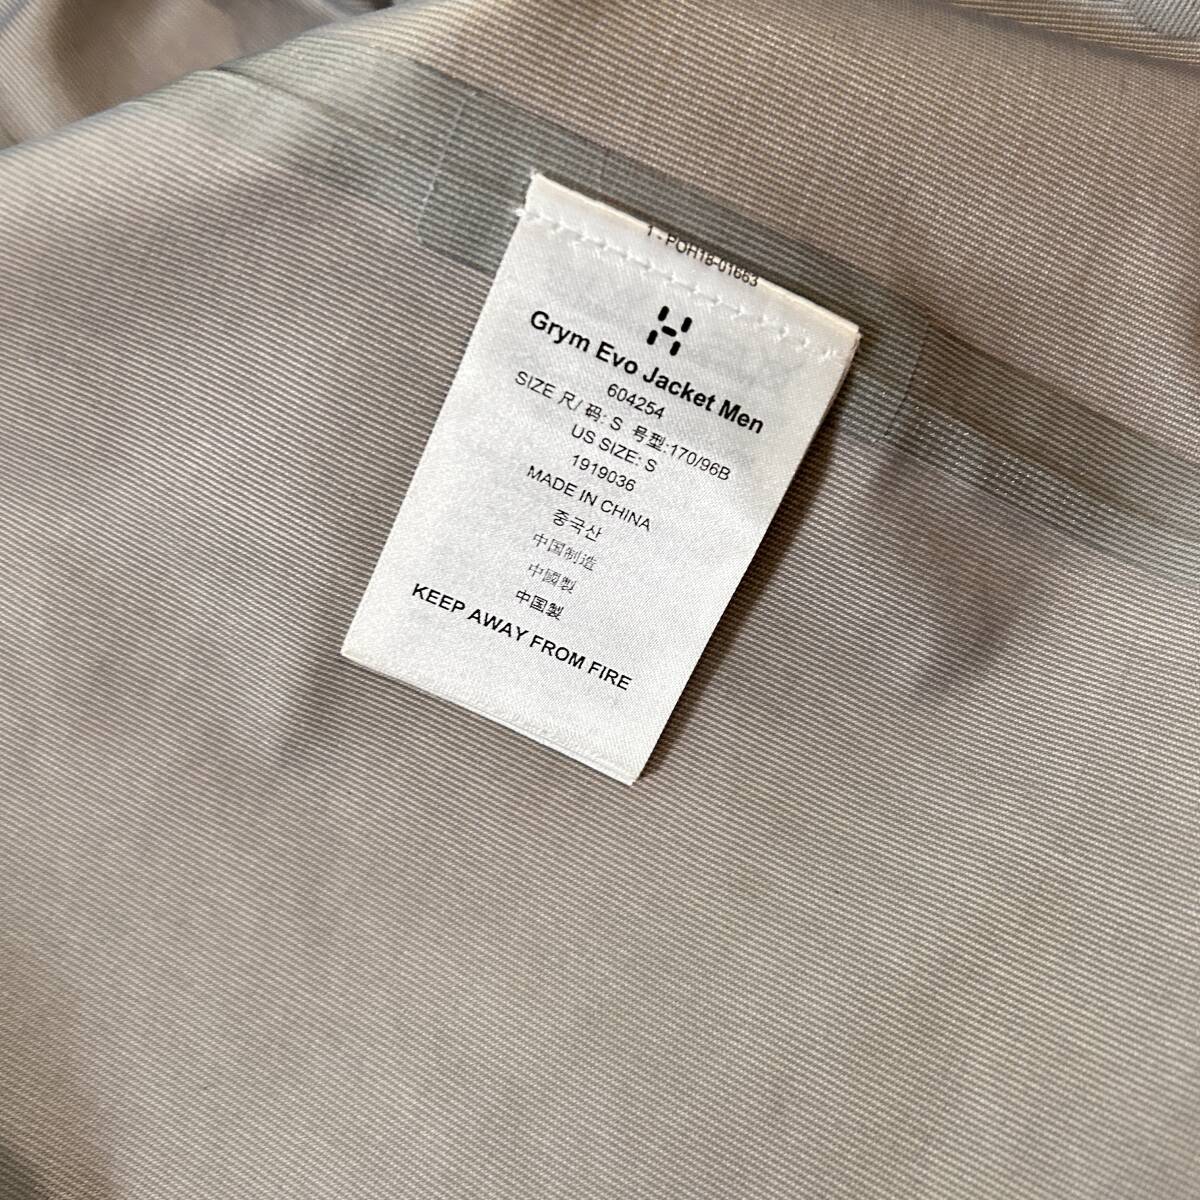 1 - POH18-01663
Grym Evo Jacket Men
604254
SIZE 尺/ 码: S 号型:170/96B
US SIZE: S
1919036
MADE IN CHINA
중국산
中国制造
中國製
中国製
KEEP AWAY FROM FIRE